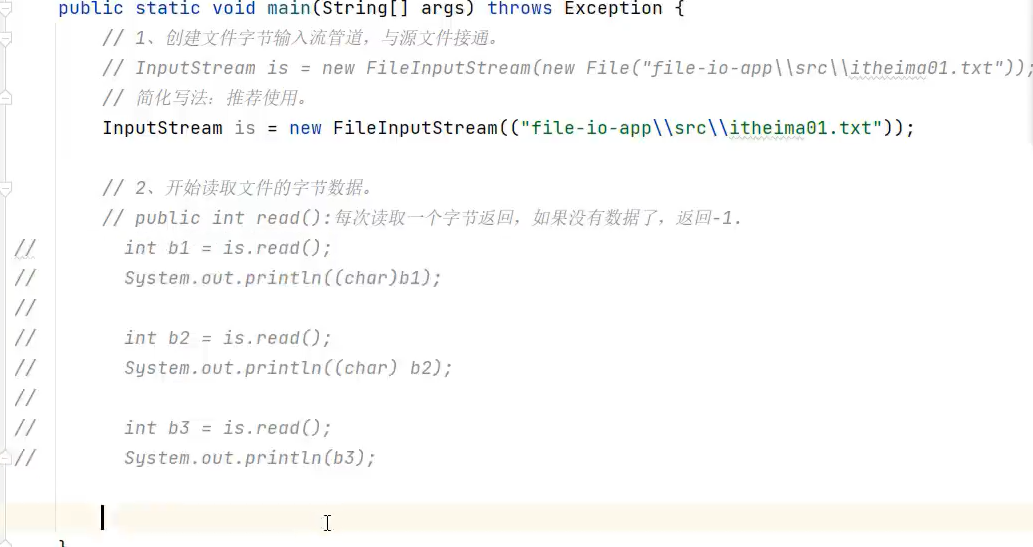 public static void main(String[] args) throws Exception {
// 1、创建文件字节输入流管道，与源文件接通。
// InputStream is = new FileInputStream(new File("file-io-app\\src\\itheima01.txt"));
// 简化写法：推荐使用。
InputStream is = new FileInputStream(("file-io-app\\src\\itheima01.txt"));
// 2、开始读取文件的字节数据。
// public int read():每次读取一个字节返回，如果没有数据了，返回-1.
// int b1 = is.read();
// System.out.println((char)b1);
//
// int b2 = is.read();
// System.out.println((char) b2);
//
// int b3 = is.read();
// System.out.println(b3);
}